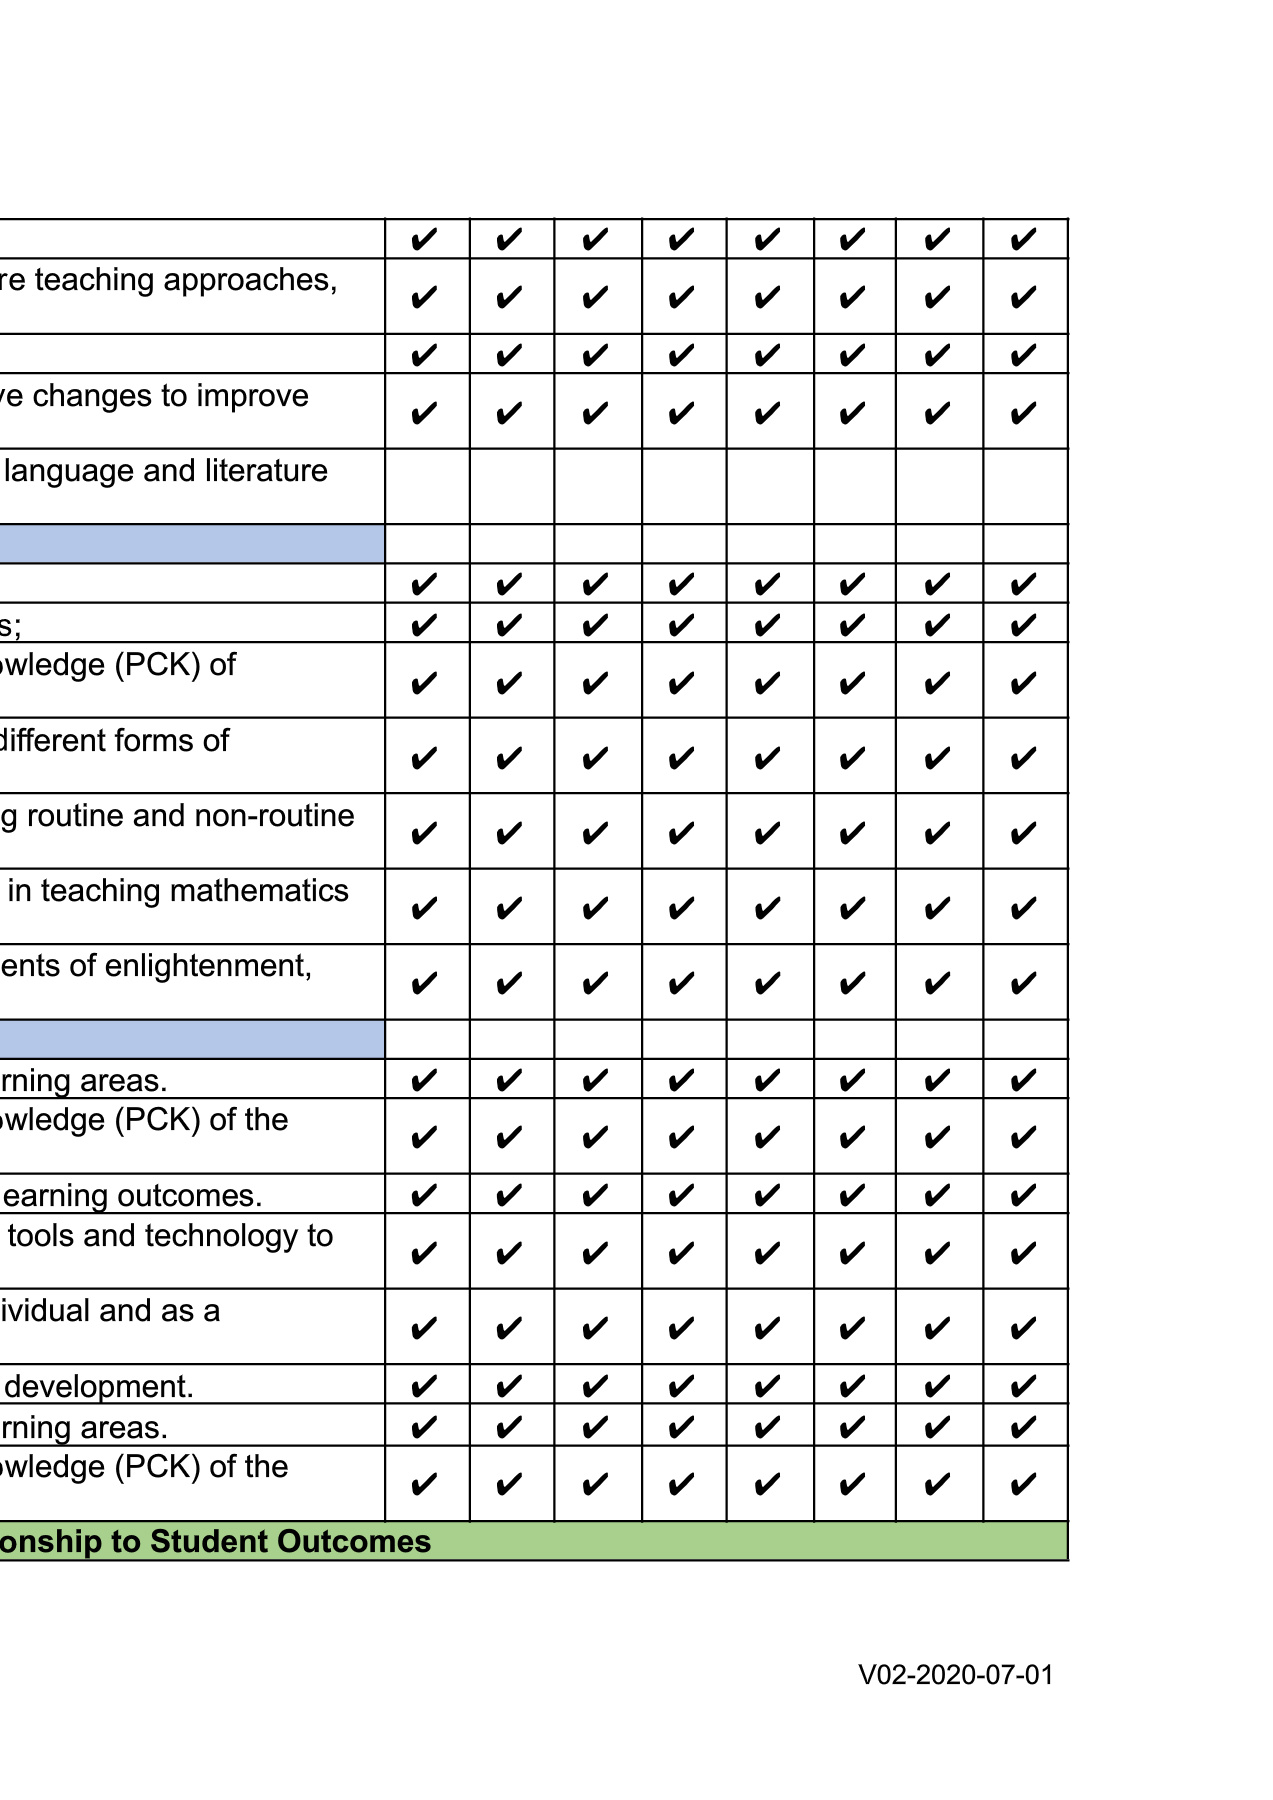 ✔ ✔ ✔ ✔ ✔ ✔ ✔ ✔
re teaching approaches,
✔ ✔ ✔ ✔ ✔ ✔ ✔ ✔
✔ ✔ ✔ ✔ ✔ ✔ ✔ ✔
ve changes to improve
✔ ✔ ✔ ✔ ✔ ✔ ✔ ✔
language and literature
✔ ✔ ✔ ✔ ✔ ✔ ✔ ✔
s; ✔ ✔ ✔ ✔ ✔ ✔ ✔ ✔
owledge (PCK) of
✔ ✔ ✔ ✔ ✔ ✔ ✔ ✔
different forms of
✔ ✔ ✔ ✔ ✔ ✔ ✔ ✔
g routine and non-routine
✔ ✔ ✔ ✔ ✔ ✔ ✔ ✔
in teaching mathematics
✔ ✔ ✔ ✔ ✔ ✔ ✔ ✔
ents of enlightenment,
✔ ✔ ✔ ✔ ✔ ✔ ✔ ✔
rning areas. ✔ ✔ ✔ ✔ ✔ ✔ ✔ ✔
owledge (PCK) of the
✔ ✔ ✔ ✔ ✔ ✔ ✔ ✔
earning outcomes. ✔ ✔ ✔ ✔ ✔ ✔ ✔ ✔
tools and technology to
✔ ✔ ✔ ✔ ✔ ✔ ✔ ✔
ividual and as a
✔ ✔ ✔ ✔ ✔ ✔ ✔ ✔
development. ✔ ✔ ✔ ✔ ✔ ✔ ✔ ✔
rning areas. ✔ ✔ ✔ ✔ ✔ ✔ ✔ ✔
owledge (PCK) of the
✔ ✔ ✔ ✔ ✔ ✔ ✔ ✔
onship to Student Outcomes
V02-2020-07-01